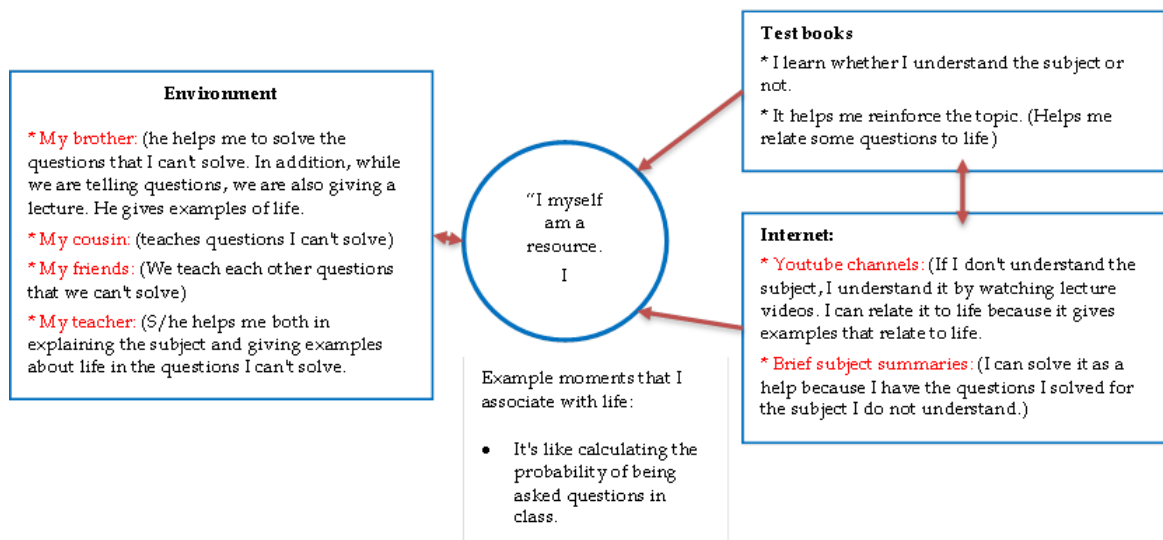 Environment
* My brother: (he helps me to solve the
questions that I can't solve. In addition, while
we are telling questions, we are also giving a
lecture. He gives examples of life.
* My cousin: (teaches questions I can't solve)
* My friends: (We teach each other questions
that we can't solve)
* My teacher: (S/he helps me both in
explaining the subject and giving examples
about life in the questions I can't solve.
“I myself
am a
resource.
I
Example moments that I
associate with life:
● It's like calculating the
probability of being
asked questions in
class.
Test books
* I learn whether I understand the subject or
not.
* It helps me reinforce the topic. (Helps me
relate some questions to life)
Internet:
* Youtube channels: (If I don't understand the
subject, I understand it by watching lecture
videos. I can relate it to life because it gives
examples that relate to life.
* Brief subject summaries: (I can solve it as a
help because I have the questions I solved for
the subject I do not understand.)